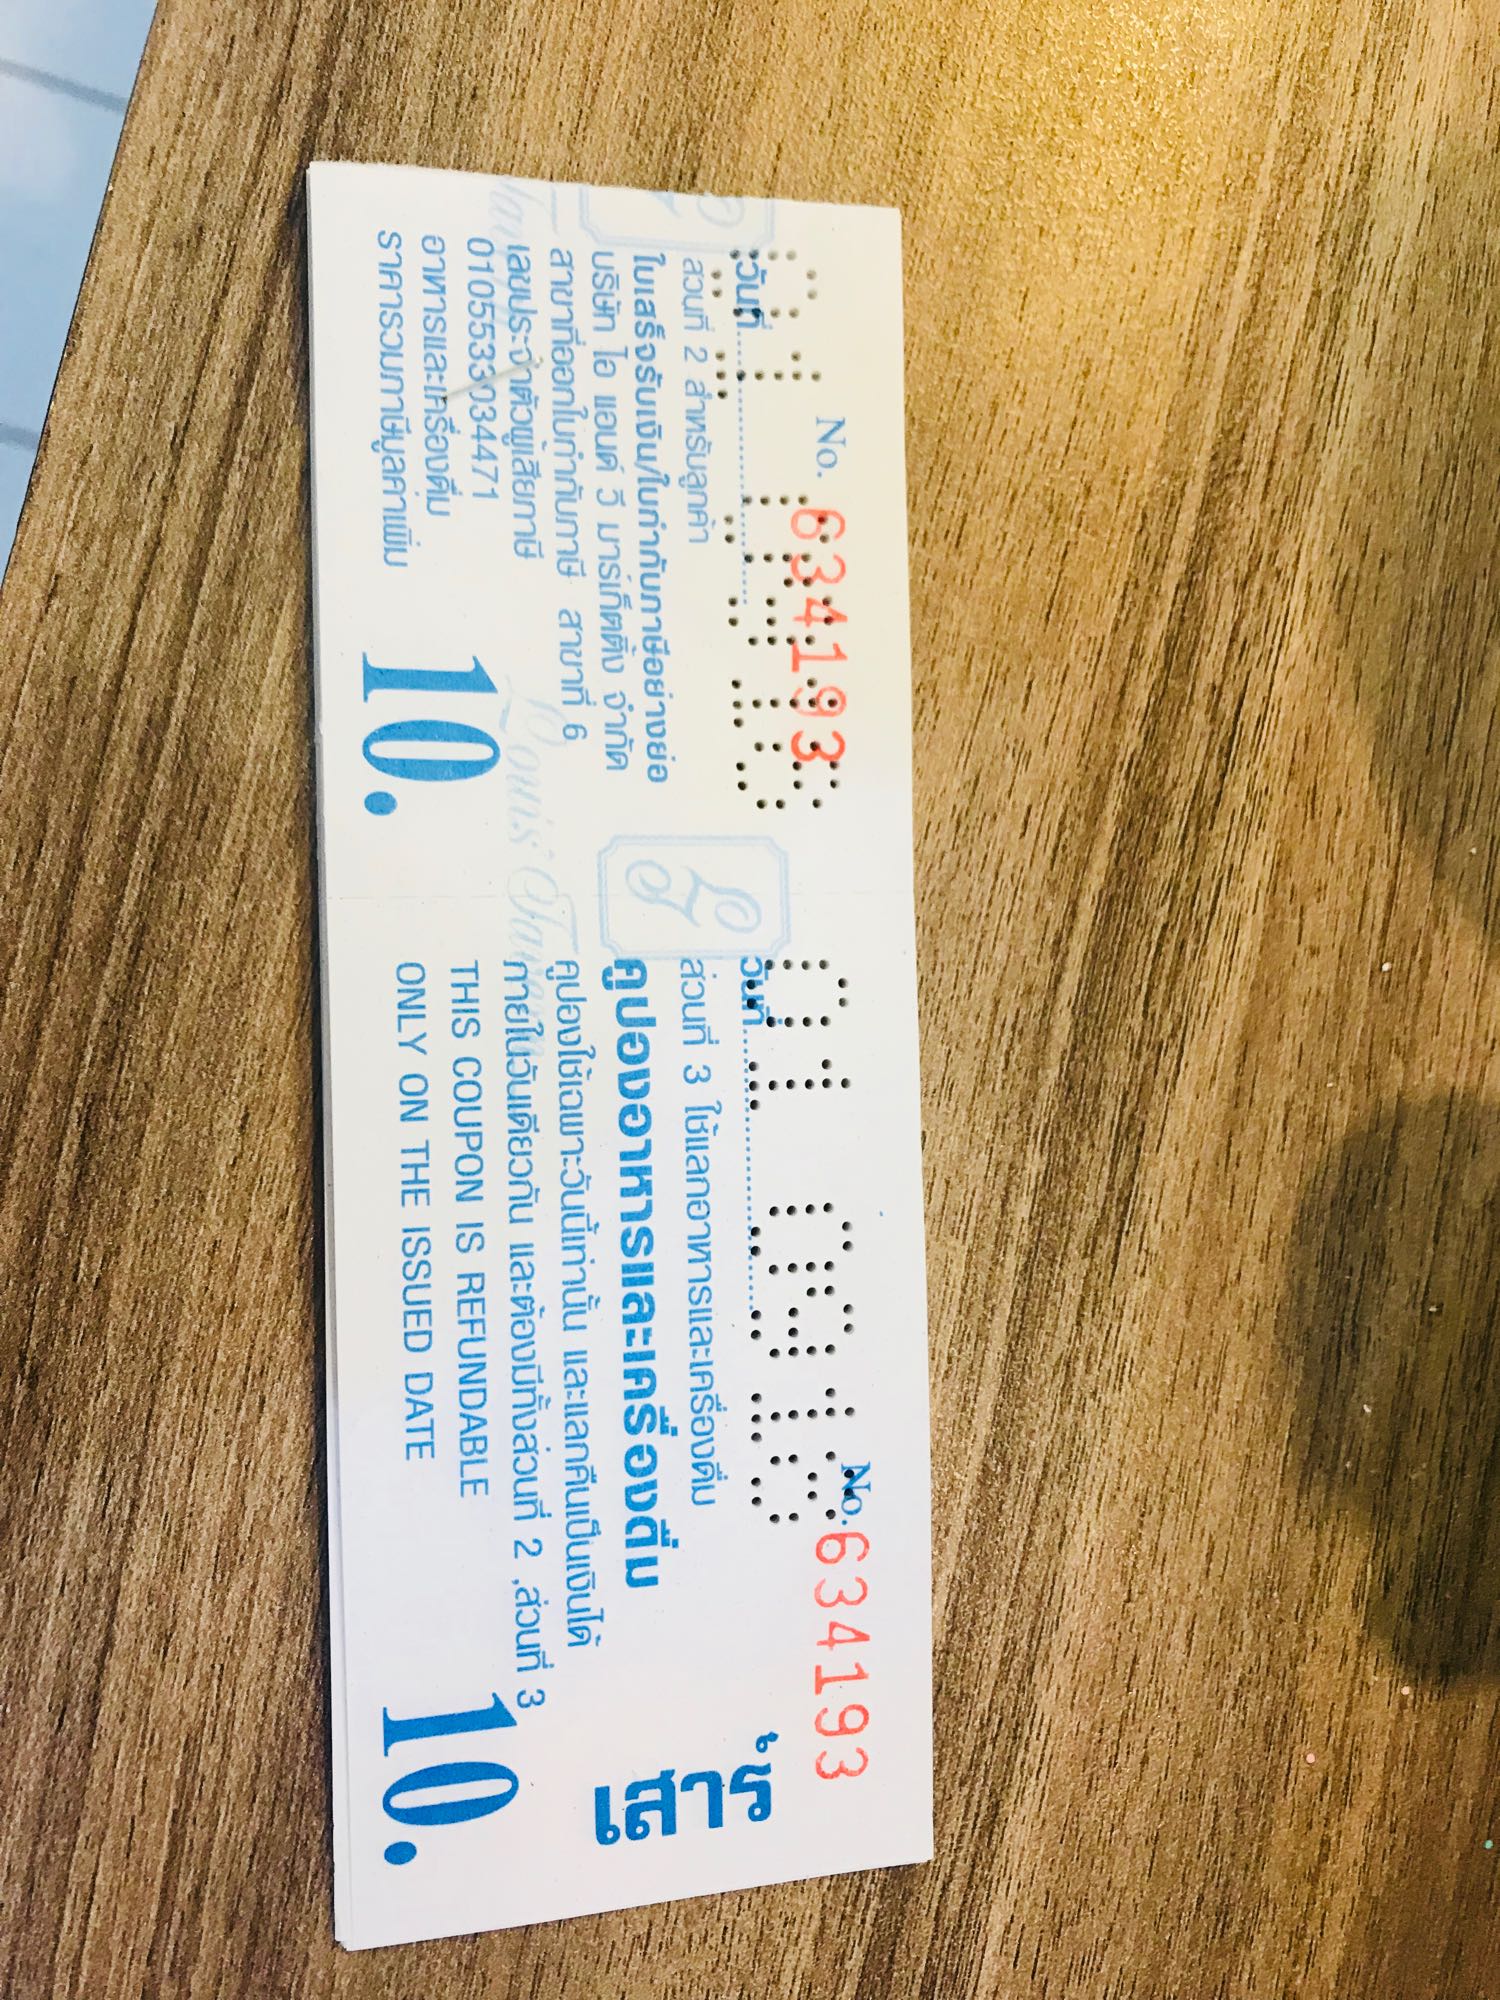 No. 634193
วันที่
ส่วนที่ 2 สำหรับลูกค้า
ใบเสร็จรับเงิน/ใบกำกับภาษีอย่างย่อ
บริษัท ไอ แอนด์ วี มาร์เก็ตติ้ง จำกัด
สาขาที่ออกใบกำกับภาษี สาขาที่ 6
เลขประจำตัวผู้เสียภาษี
0105533034471
อาหารและเครื่องดื่ม
ราคารวมภาษีมูลค่าเพิ่ม
10.
Louis' Tavern
No. 634193
วันที่
ส่วนที่ 3 ใช้แลกอาหารและเครื่องดื่ม
คูปองอาหารและเครื่องดื่ม
คูปองใช้เฉพาะวันนี้เท่านั้น และแลกคืนเป็นเงินได้
ภายในวันเดียวกัน และต้องมีทั้งส่วนที่ 2 ,ส่วนที่ 3
THIS COUPON IS REFUNDABLE
ONLY ON THE ISSUED DATE
เสาร์
10.